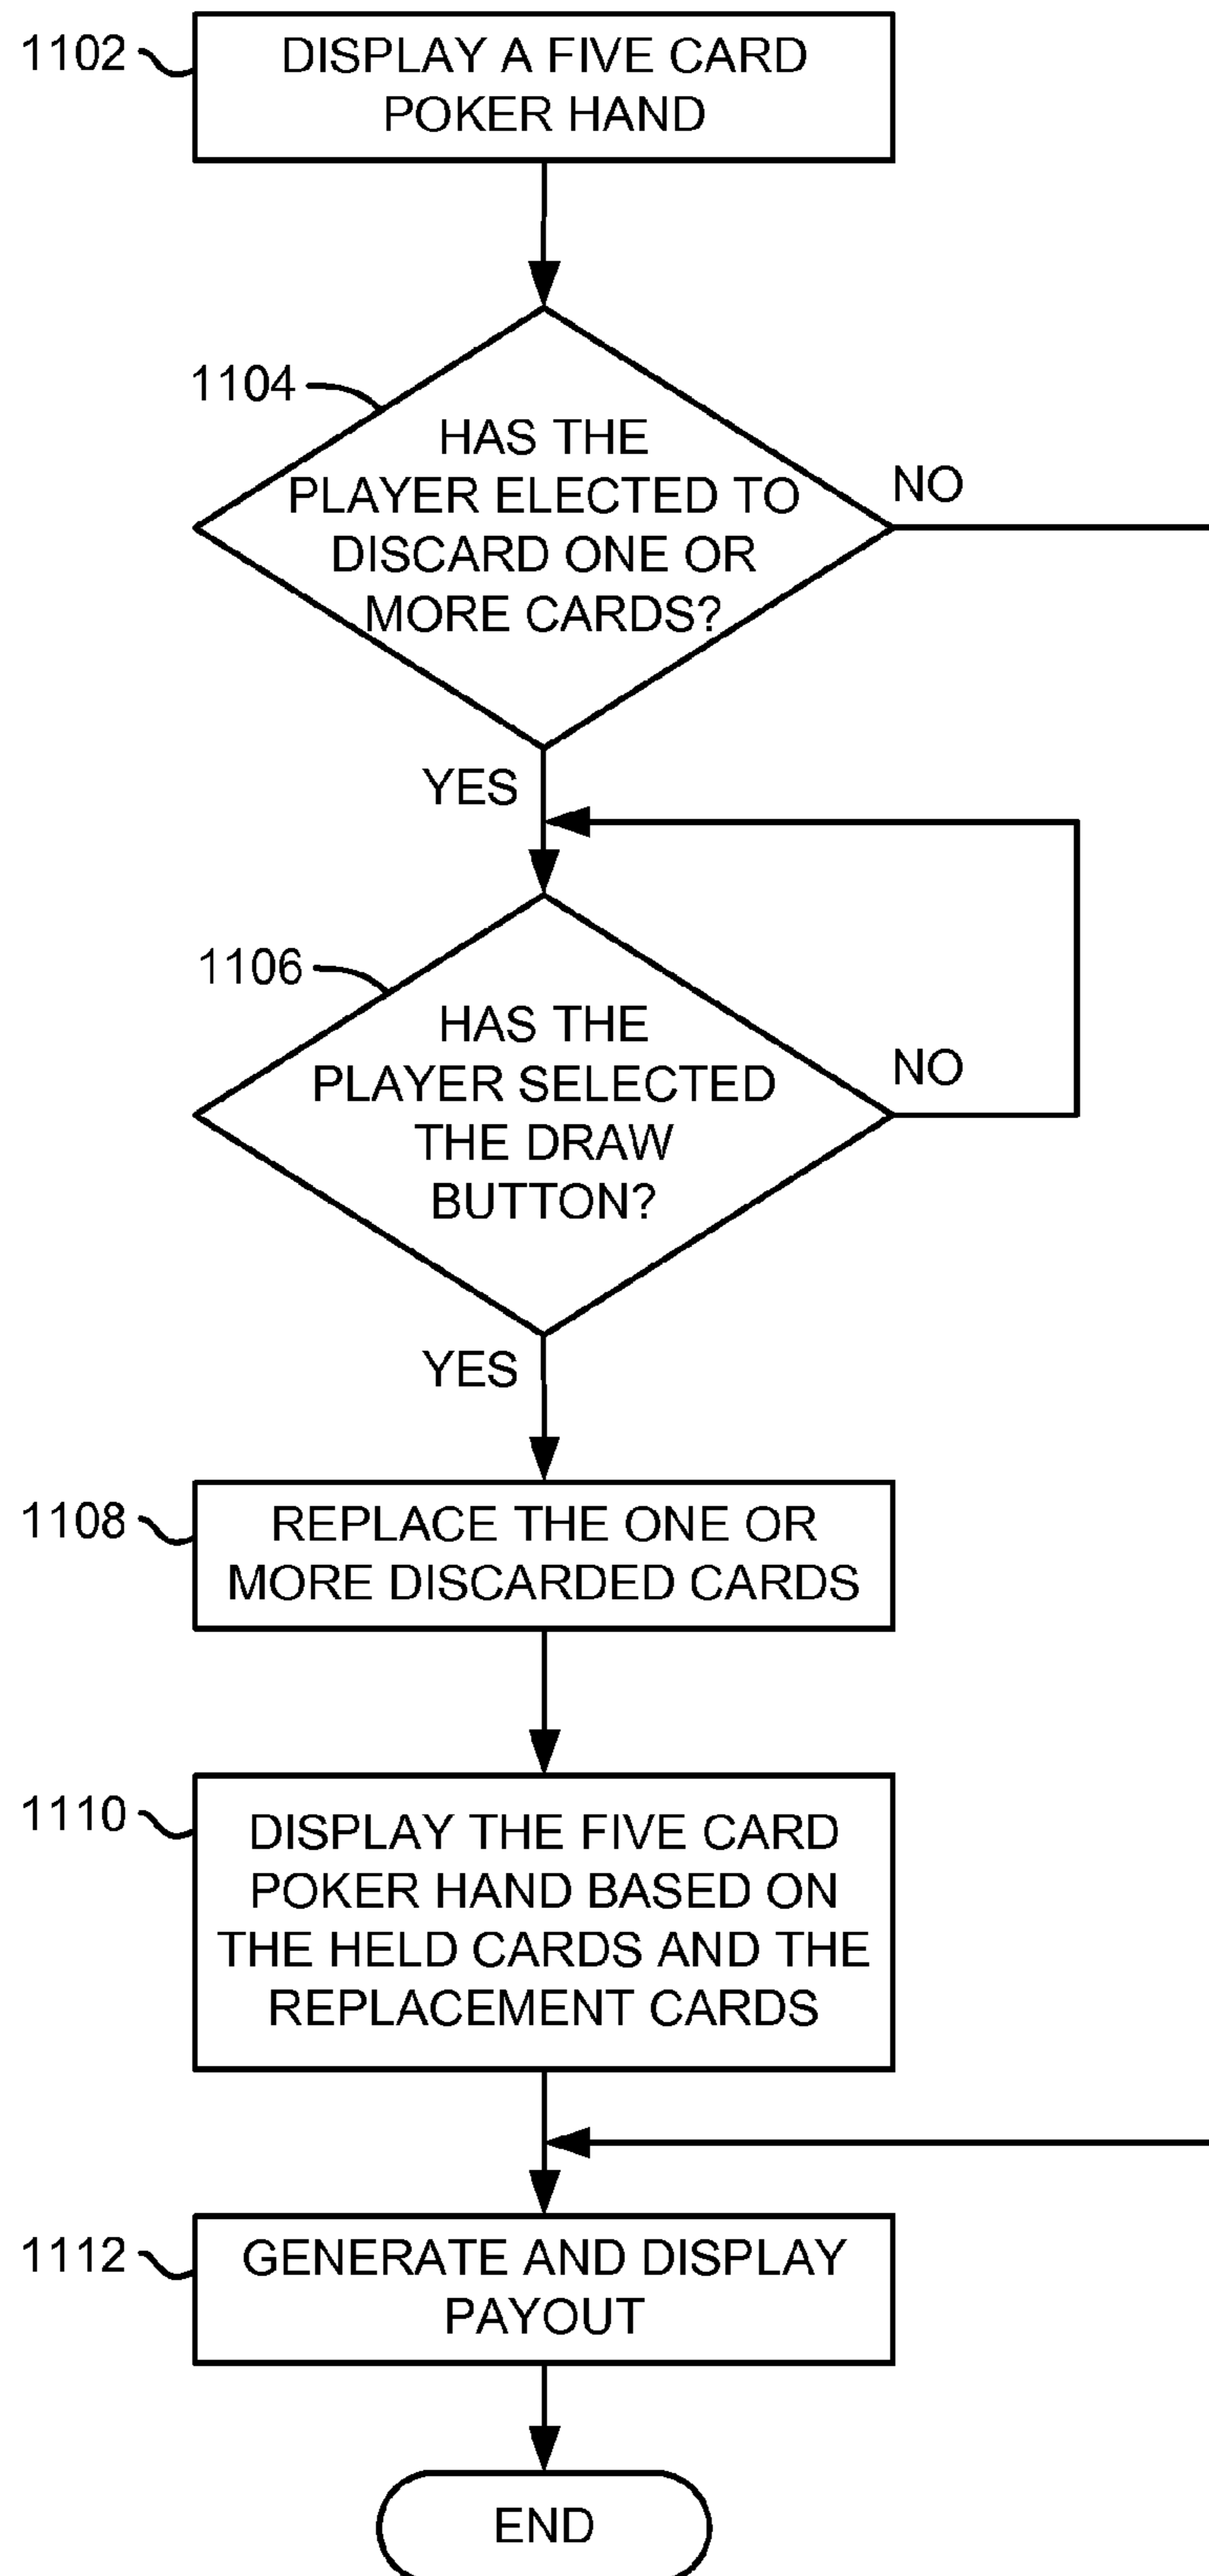 1102
DISPLAY A FIVE CARD
POKER HAND
1104
HAS THE
PLAYER ELECTED TO
DISCARD ONE OR
MORE CARDS?
NO
YES
1106
HAS THE
PLAYER SELECTED
THE DRAW
BUTTON?
NO
YES
1108
REPLACE THE ONE OR
MORE DISCARDED CARDS
1110
DISPLAY THE FIVE CARD
POKER HAND BASED ON
THE HELD CARDS AND THE
REPLACEMENT CARDS
1112
GENERATE AND DISPLAY
PAYOUT
END